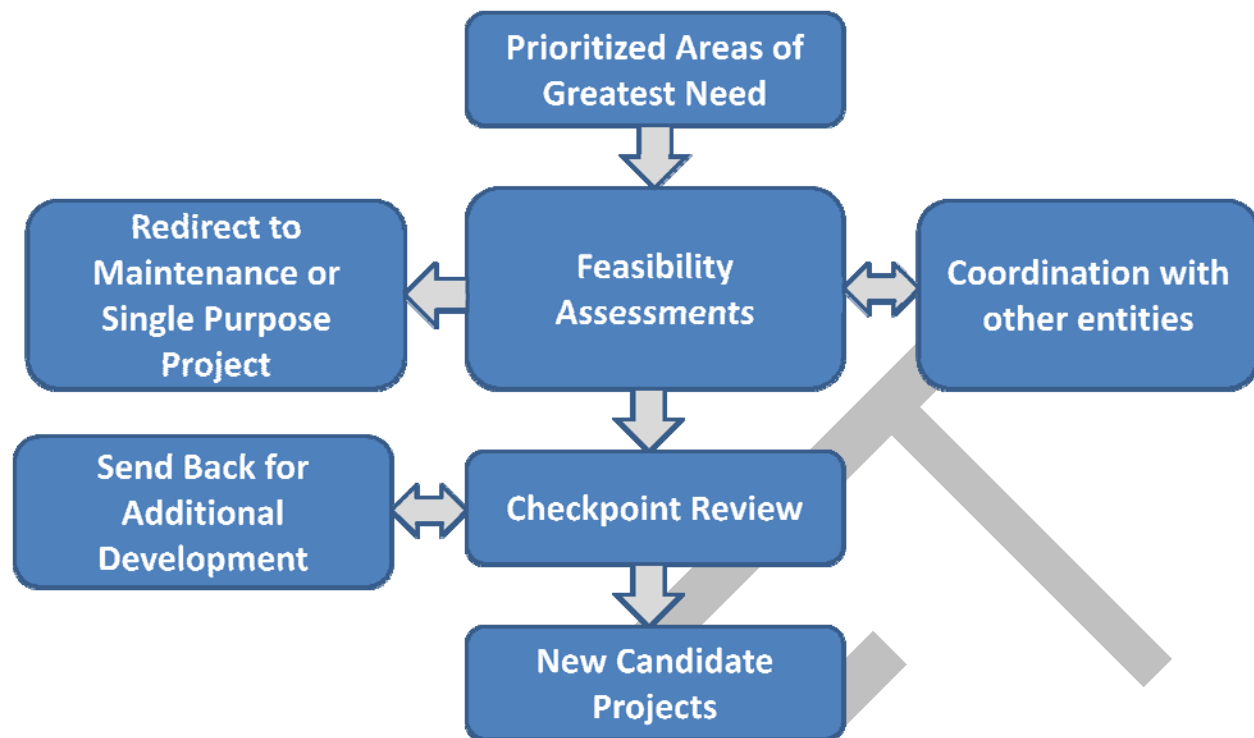 Prioritized Areas of
Greatest Need
Redirect to
Maintenance or
Single Purpose
Project
Feasibility
Assessments
Coordination with
other entities
Send Back for
Additional
Development
Checkpoint Review
New Candidate
Projects